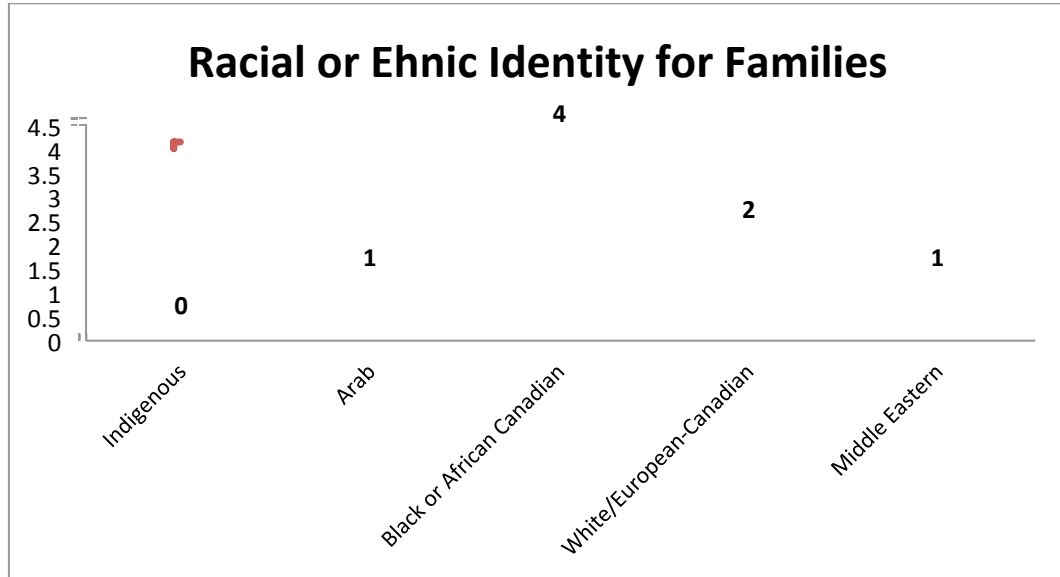 Racial or Ehnic Identity for Families
4.5
4
3.5
3
2.5
2
1.5
1
0.5
0
0
1
4
2
1
Indigenous
Arab
Black or African Canadian
White/European-Canadian
Middle Eastern